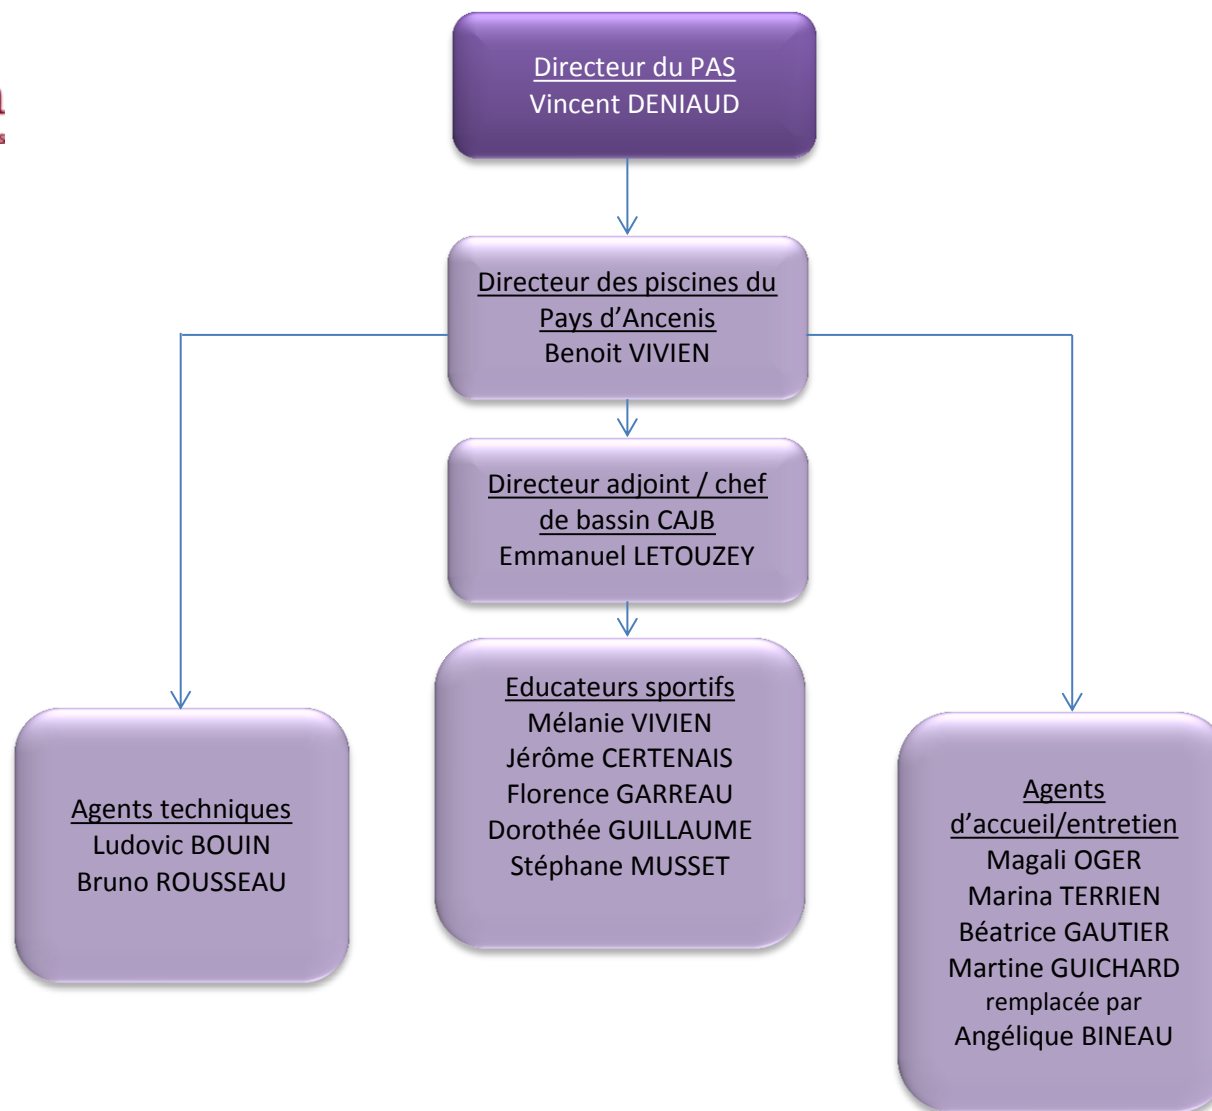 Directeur du PAS
Vincent DENIAUD
Directeur des piscines du
Pays d’Ancenis
Benoit VIVIEN
Directeur adjoint / chef
de bassin CAJB
Emmanuel LETOUZEY
Educateurs sportifs
Mélanie VIVIEN
Jérôme CERTENAIS
Florence GARREAU
Dorothée GUILLAUME
Stéphane MUSSET
Agents techniques
Ludovic BOUIN
Bruno ROUSSEAU
Agents
d’accueil/entretien
Magali OGER
Marina TERRIEN
Béatrice GAUTIER
Martine GUICHARD
remplacée par
Angélique BINEAU